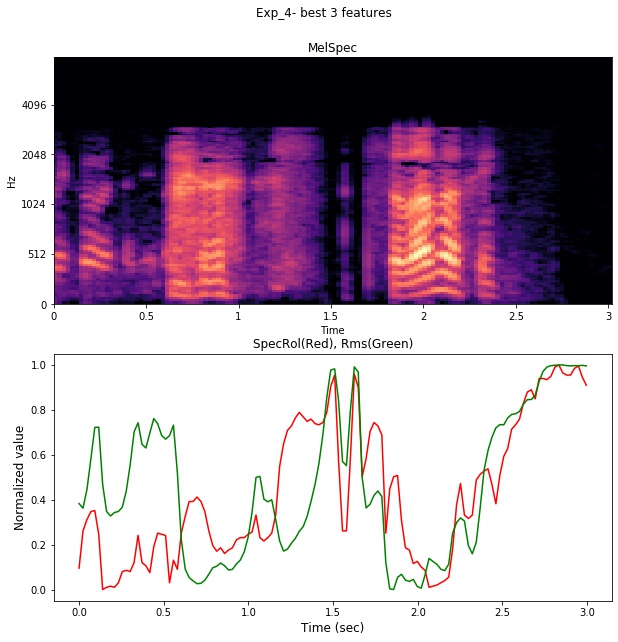 Exp_4- best 3 features
MelSpec
4096
2048
1024
512
0
Hz
0 0.5 1 1.5 2 2.5 3
Time
SpecRol(Red), Rms(Green)
1.0
0.8
0.6
0.4
0.2
0.0
Normalized value
0.0 0.5 1.0 1.5 2.0 2.5 3.0
Time (sec)